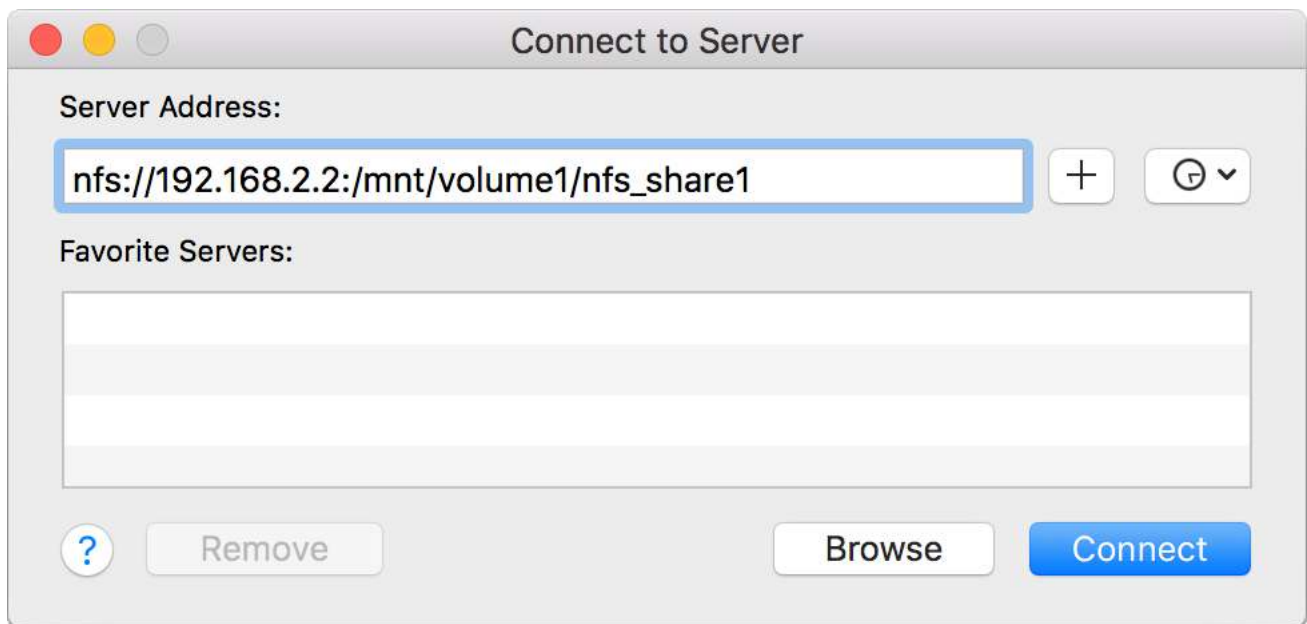 Connect to Server
Server Address:
nfs://192.168.2.2:/mnt/volume1/nfs_share1
Favorite Servers:
?
Remove
Browse
Connect